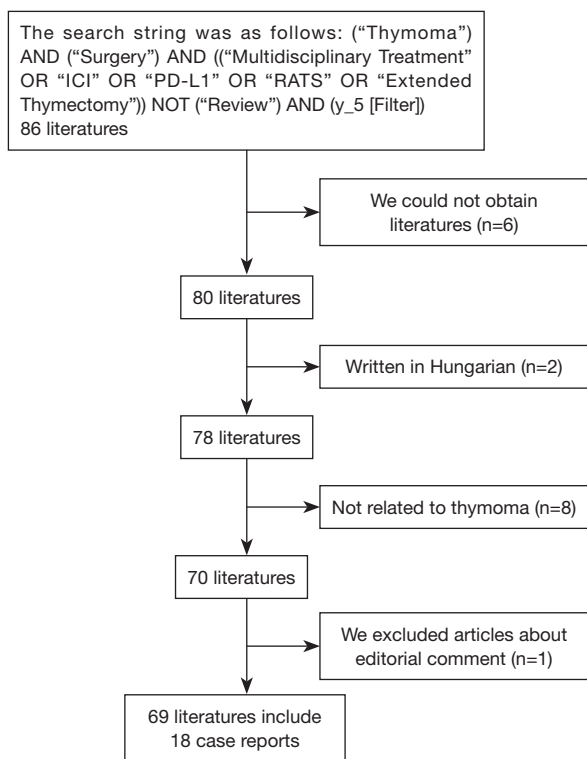 The search string was as follows: (“Thymoma”)
AND (“Surgery”) AND ((“Multidisciplinary Treatment”
OR “ICI” OR “PD-L1” OR “RATS” OR “Extended
Thymectomy”)) NOT (“Review”) AND (y_5 [Filter])
86 literatures
We could not obtain
literatures (n=6)
80 literatures
Written in Hungarian (n=2)
78 literatures
Not related to thymoma (n=8)
70 literatures
We excluded articles about
editorial comment (n=1)
69 literatures include
18 case reports